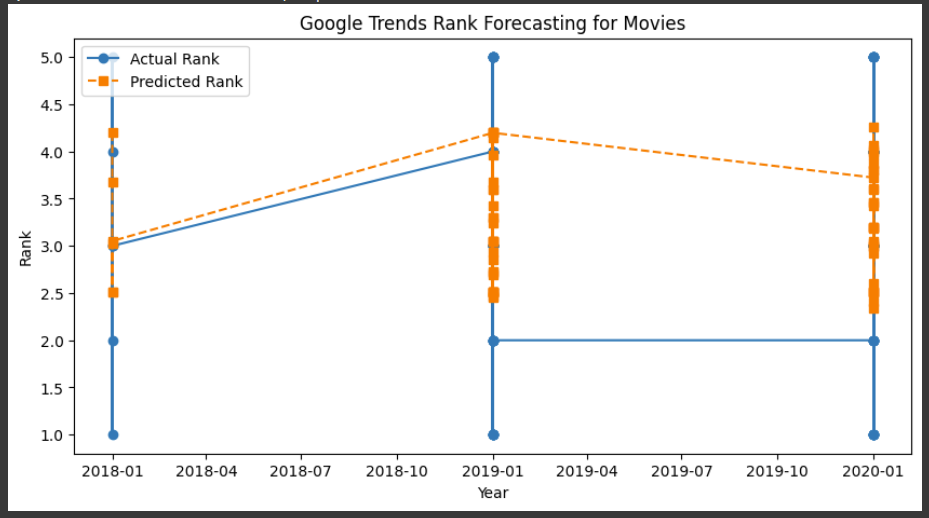 Google Trends Rank Forecasting for Movies
Actual Rank
Predicted Rank
5.0
4.5
4.0
3.5
3.0
2.5
2.0
1.5
1.0
Rank
2018-01 2018-04 2018-07 2018-10 2019-01 2019-04 2019-07 2019-10 2020-01
Year